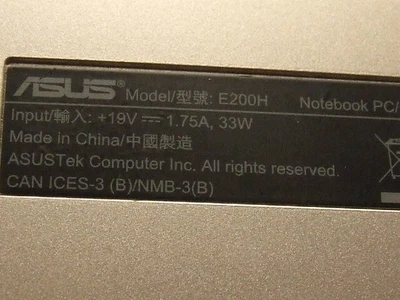 ASUS® Model/型號: E200H Notebook PC/
Input/輸入: +19V ⎓ 1.75A, 33W
Made in China/中國製造
ASUSTek Computer Inc. All rights reserved.
CAN ICES-3 (B)/NMB-3(B)